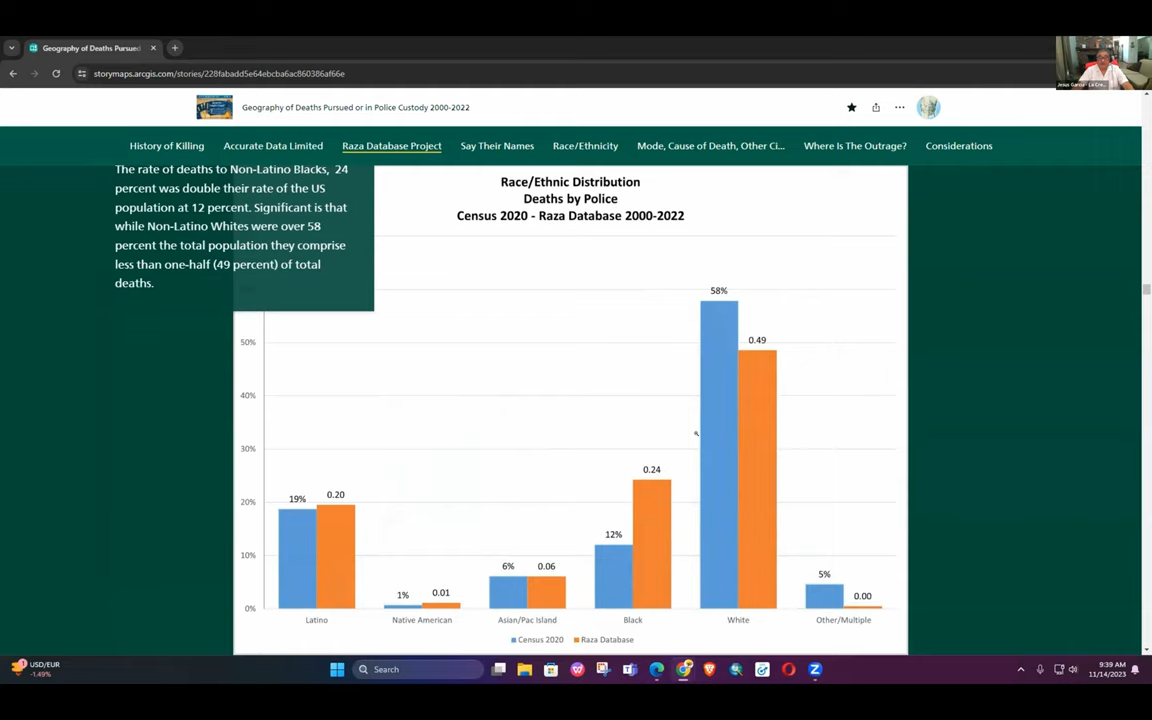 Geography of Deaths Pursued
storymaps.arcgis.com/stories/228fabadd5e64ebcba6ac860386af66e
Jesus Garcia - La Cre...
Geography of Deaths Pursued or in Police Custody 2000-2022
History of Killing
Accurate Data Limited
Raza Database Project
Say Their Names
Race/Ethnicity
Mode, Cause of Death, Other Ci...
Where Is The Outrage?
Considerations
The rate of deaths to Non-Latino Blacks, 24
percent was double their rate of the US
population at 12 percent. Significant is that
while Non-Latino Whites were over 58
percent the total population they comprise
less than one-half (49 percent) of total
deaths.
Race/Ethnic Distribution
Deaths by Police
Census 2020 - Raza Database 2000-2022
50%
40%
30%
20%
10%
0%
19%
0.20
1%
0.01
6%
0.06
12%
0.24
58%
0.49
5%
0.00
Latino
Native American
Asian/Pac Island
Black
White
Other/Multiple
Census 2020
Raza Database
USD/EUR
-1.49%
Search
9:39 AM
11/14/2023